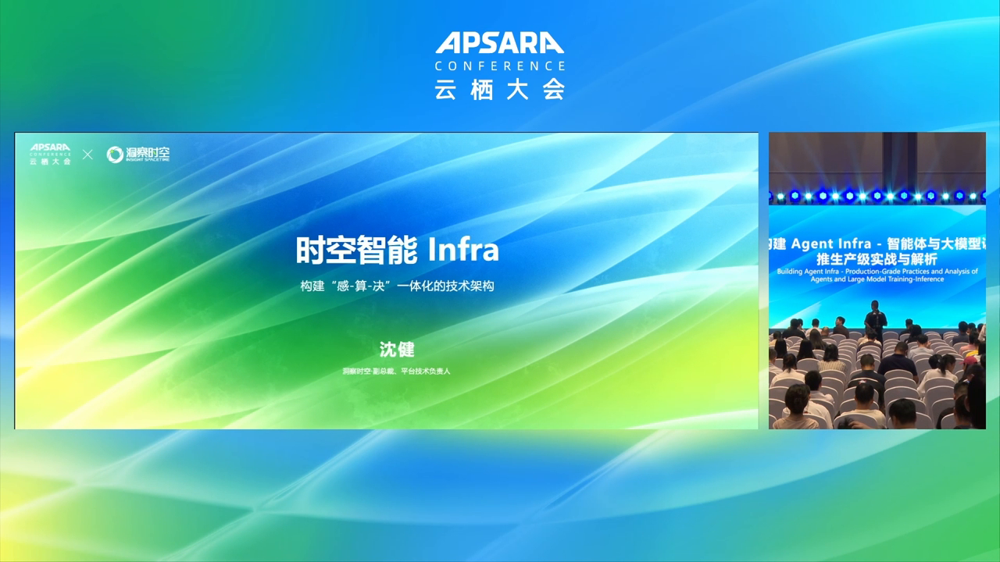 APSARA
CONFERENCE
云栖大会
APSARA
CONFERENCE
云栖大会
洞察时空
INSIGHT SPACETIME
时空智能 Infra
构建“感-算-决”一体化的技术架构
沈健
洞察时空·副总裁、平台技术负责人
建 Agent Infra - 智能体与大模型
推生产级实战与解析
Building Agent Infra - Production-Grade Practices and Analysis of
Agents and Large Model Training-Inference